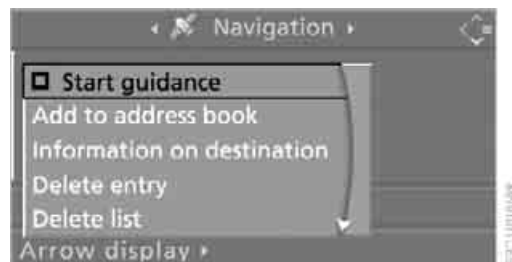 Navigation
Start guidance
Add to address book
Information on destination
Delete entry
Delete list
Arrow display